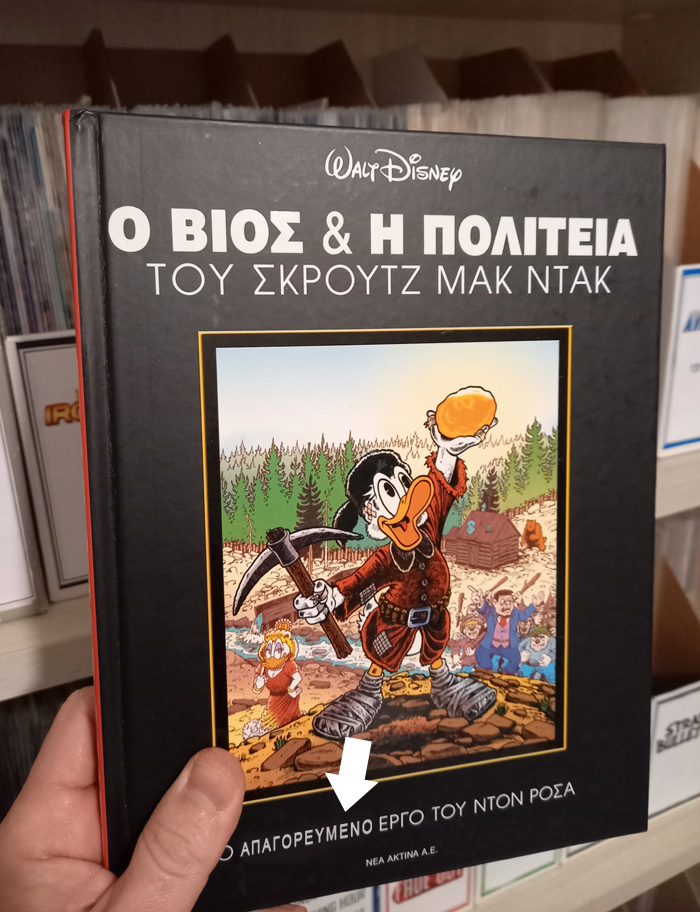 WALT DISNEY
Ο ΒΙΟΣ & Η ΠΟΛΙΤΕΙΑ
ΤΟΥ ΣΚΡΟΥΤΖ ΜΑΚ ΝΤΑΚ
Ο ΑΠΑΓΟΡΕΥΜΕΝΟ ΕΡΓΟ ΤΟΥ ΝΤΟΝ ΡΟΣΑ
ΝΕΑ ΑΚΤΙΝΑ Α.Ε.